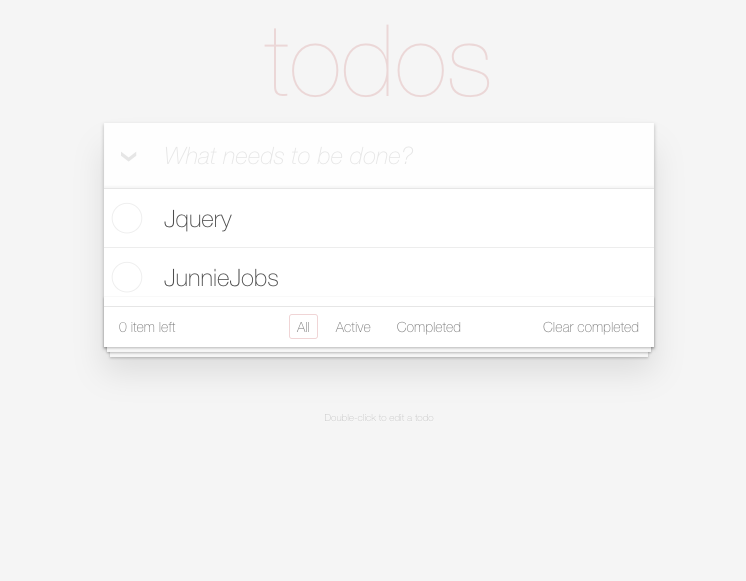 todos
What needs to be done?
Jquery
JunnieJobs
0 item left All Active Completed Clear completed
Double-click to edit a todo